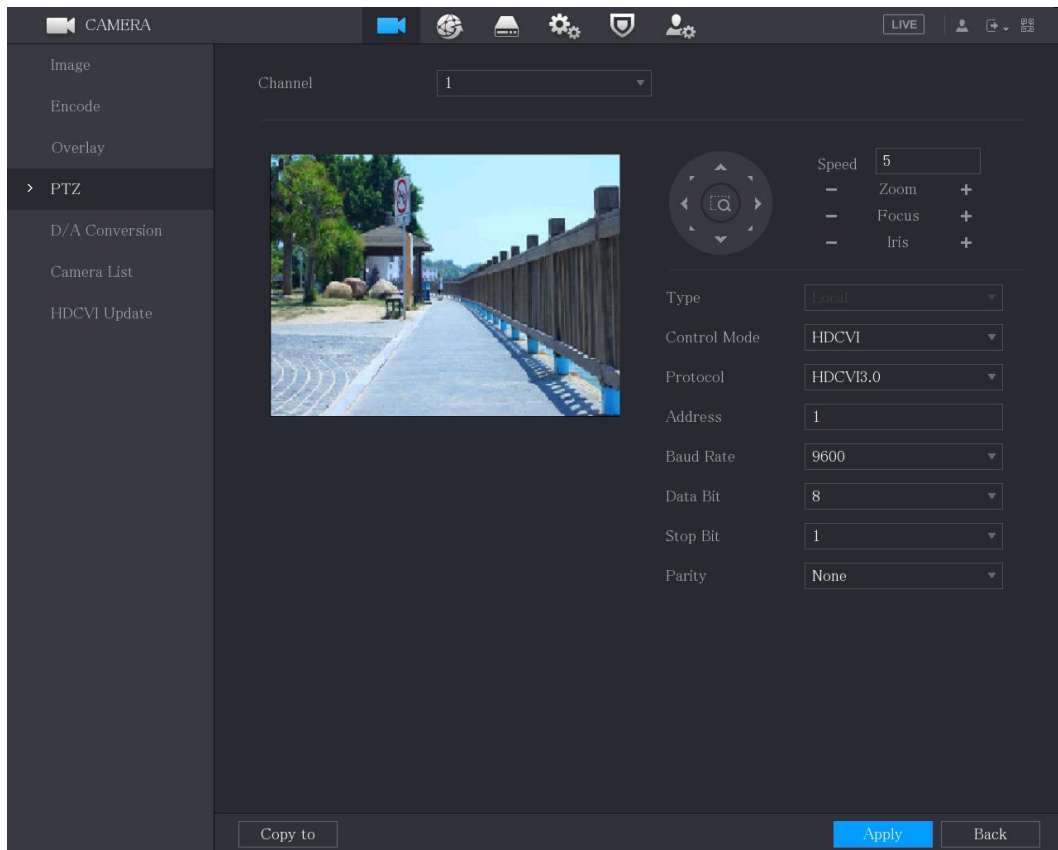 CAMERA
LIVE
Image
Encode
Overlay
PTZ
D/A Conversion
Camera List
HDCVI Update
Channel 1
Speed 5
Zoom
Focus
Iris
Type Local
Control Mode HDCVI
Protocol HDCVI3.0
Address 1
Baud Rate 9600
Data Bit 8
Stop Bit 1
Parity None
Copy to
Apply
Back